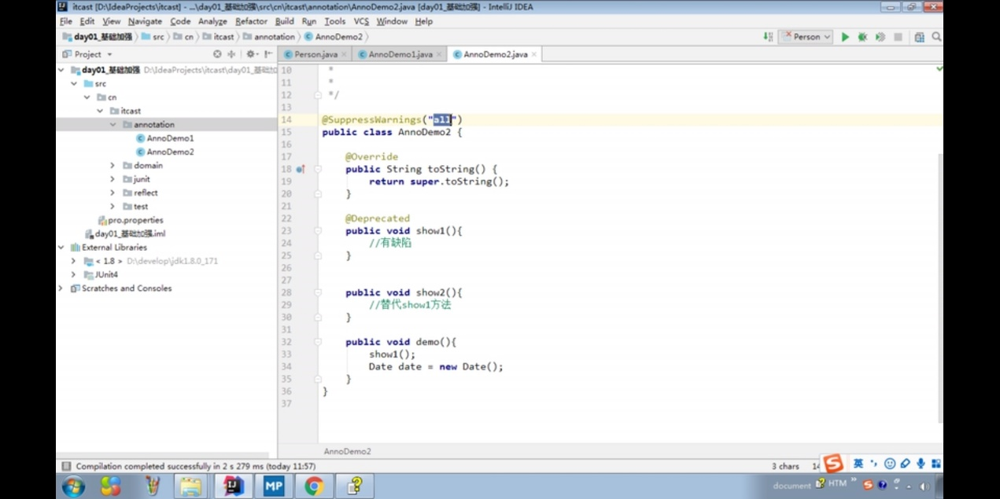 itcast [D:\IdeaProjects\itcast] - ...\day01_基础加强\src\cn\itcast\annotation\AnnoDemo2.java [day01_基础加强] - IntelliJ IDEA
File Edit View Navigate Code Analyze Refactor Build Run Tools VCS Window Help
day01_基础加强 src cn itcast annotation AnnoDemo2 Person
Project Person.java AnnoDemo1.java AnnoDemo2.java
day01_基础加强 D:\IdeaProjects\itcast\day01_基础加
src
cn
itcast
annotation
AnnoDemo1
AnnoDemo2
domain
junit
reflect
test
pro.properties
day01_基础加强.iml
External Libraries
< 1.8 > D:\develop\jdk1.8.0_171
JUnit4
Scratches and Consoles
10 *
11 *
12 */
13
14 @SuppressWarnings("all")
15 public class AnnoDemo2 {
16
17 @Override
18 public String toString() {
19 return super.toString();
20 }
21
22 @Deprecated
23 public void show1(){
24 //有缺陷
25 }
26
27
28 public void show2(){
29 //替代show1方法
30 }
31
32 public void demo(){
33 show1();
34 Date date = new Date();
35 }
36 }
37
AnnoDemo2
Compilation completed successfully in 2 s 279 ms (today 11:57) 3 chars 英
MP document HTM